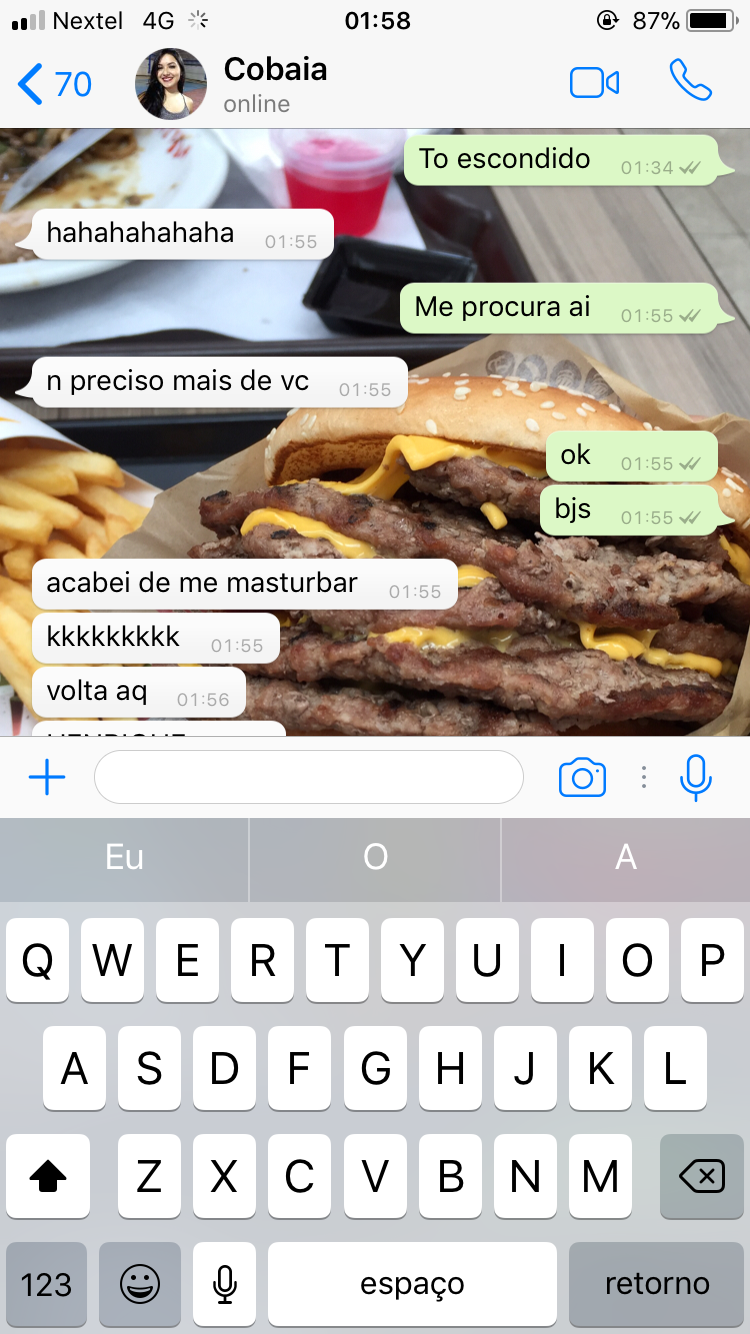 Nextel 4G 01:58 87%
70 Cobaia
online
To escondido 01:34
hahahahahaha 01:55
Me procura ai 01:55
n preciso mais de vc 01:55
ok 01:55
bjs 01:55
acabei de me masturbar 01:55
kkkkkkkkk 01:55
volta aq 01:56
Eu O A
Q W E R T Y U I O P
A S D F G H J K L
Z X C V B N M
123 espaço retorno